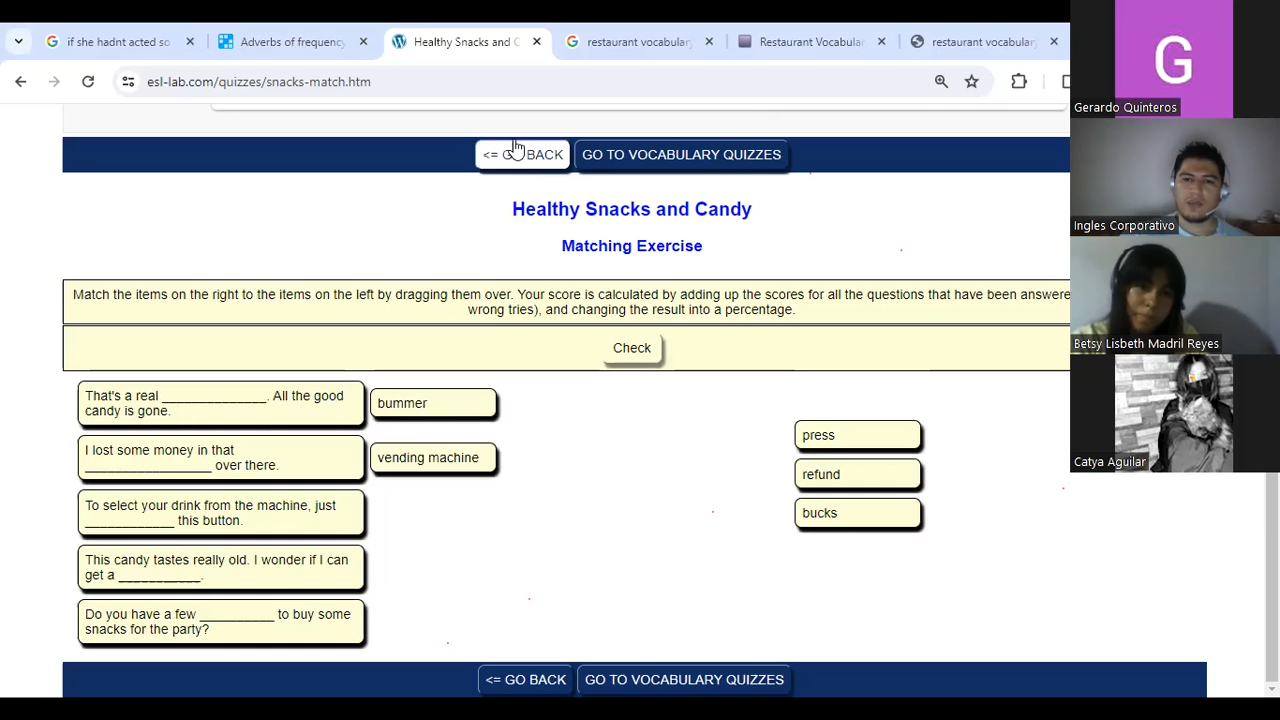 if she hadnt acted so
Adverbs of frequency
Healthy Snacks and C
restaurant vocabulary
Restaurant Vocabular
restaurant vocabular
esl-lab.com/quizzes/snacks-match.htm
<= GO BACK
GO TO VOCABULARY QUIZZES
Healthy Snacks and Candy
Matching Exercise
Match the items on the right to the items on the left by dragging them over. Your score is calculated by adding up the scores for all the questions that have been answere
wrong tries), and changing the result into a percentage.
Check
That's a real ______________. All the good
candy is gone.
bummer
I lost some money in that
_________________ over there.
vending machine
To select your drink from the machine, just
____________ this button.
This candy tastes really old. I wonder if I can
get a ___________.
Do you have a few __________ to buy some
snacks for the party?
press
refund
bucks
<= GO BACK
GO TO VOCABULARY QUIZZES
G
Gerardo Quinteros
Ingles Corporativo
Betsy Lisbeth Madril Reyes
Catya Aguilar